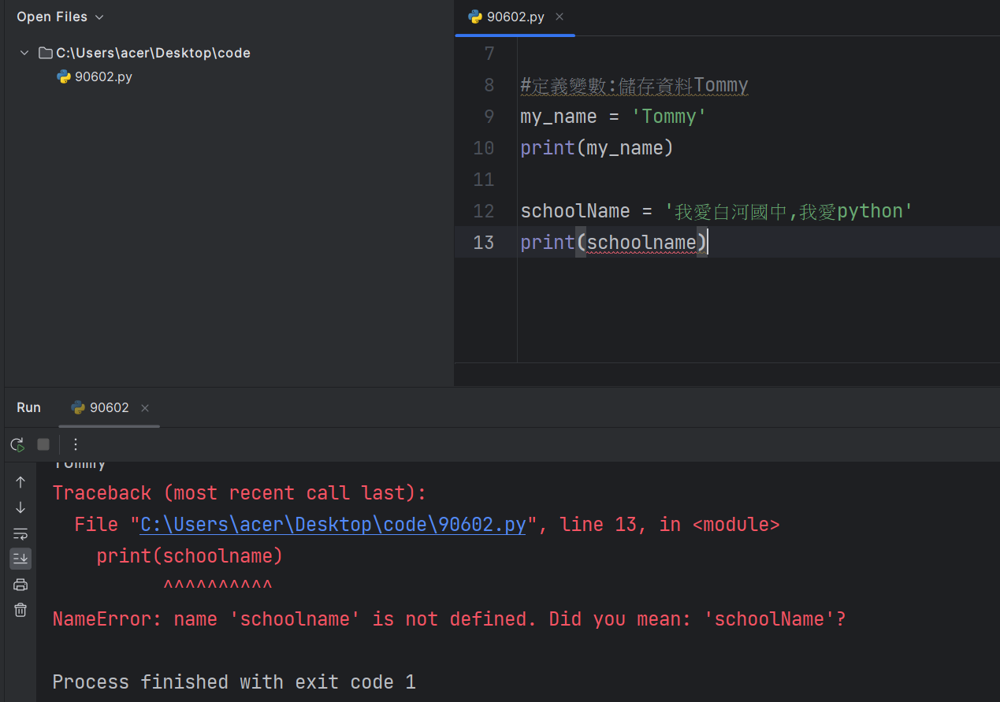 Open Files
C:\Users\acer\Desktop\code
90602.py
90602.py
7
8 #定義變數:儲存資料Tommy
9 my_name = 'Tommy'
10 print(my_name)
11
12 schoolName = '我愛白河國中,我愛python'
13 print(schoolname)
Run 90602
Tommy
Traceback (most recent call last):
File "C:\Users\acer\Desktop\code\90602.py", line 13, in <module>
print(schoolname)
^^^^^^^^^^
NameError: name 'schoolname' is not defined. Did you mean: 'schoolName'?
Process finished with exit code 1